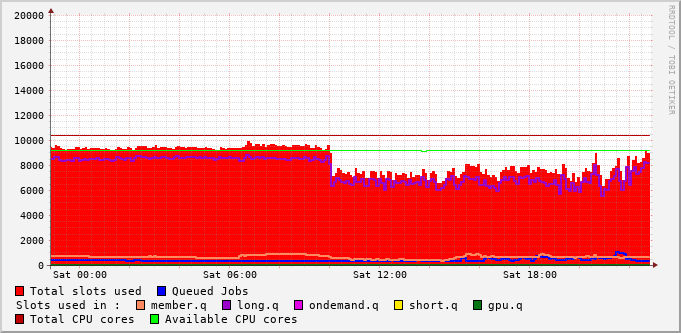 20000
18000
16000
14000
12000
10000
8000
6000
4000
2000
0
Sat 00:00 Sat 06:00 Sat 12:00 Sat 18:00
RRDTOOL / TOBI OETIKER
Total slots used Queued Jobs
Slots used in : member.q long.q ondemand.q short.q gpu.q
Total CPU cores Available CPU cores